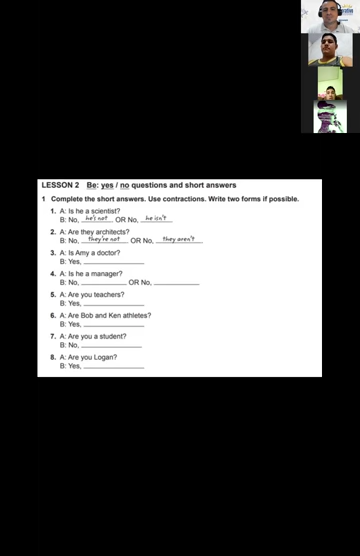 LESSON 2 Be: yes / no questions and short answers
1 Complete the short answers. Use contractions. Write two forms if possible.
1. A: Is he a scientist?
B: No, he's not OR No, he isn't.
2. A: Are they architects?
B: No, they're not OR No, they aren't
3. A: Is Amy a doctor?
B: Yes,
4. A: Is he a manager?
B: No, OR No,
5. A: Are you teachers?
B: Yes,
6. A: Are Bob and Ken athletes?
B: Yes,
7. A: Are you a student?
B: No,
8. A: Are you Logan?
B: Yes,